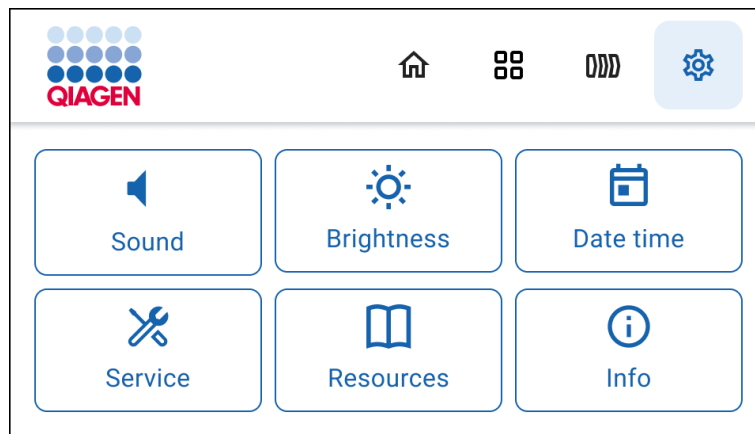 QIAGEN
Sound
Brightness
Date time
Service
Resources
Info